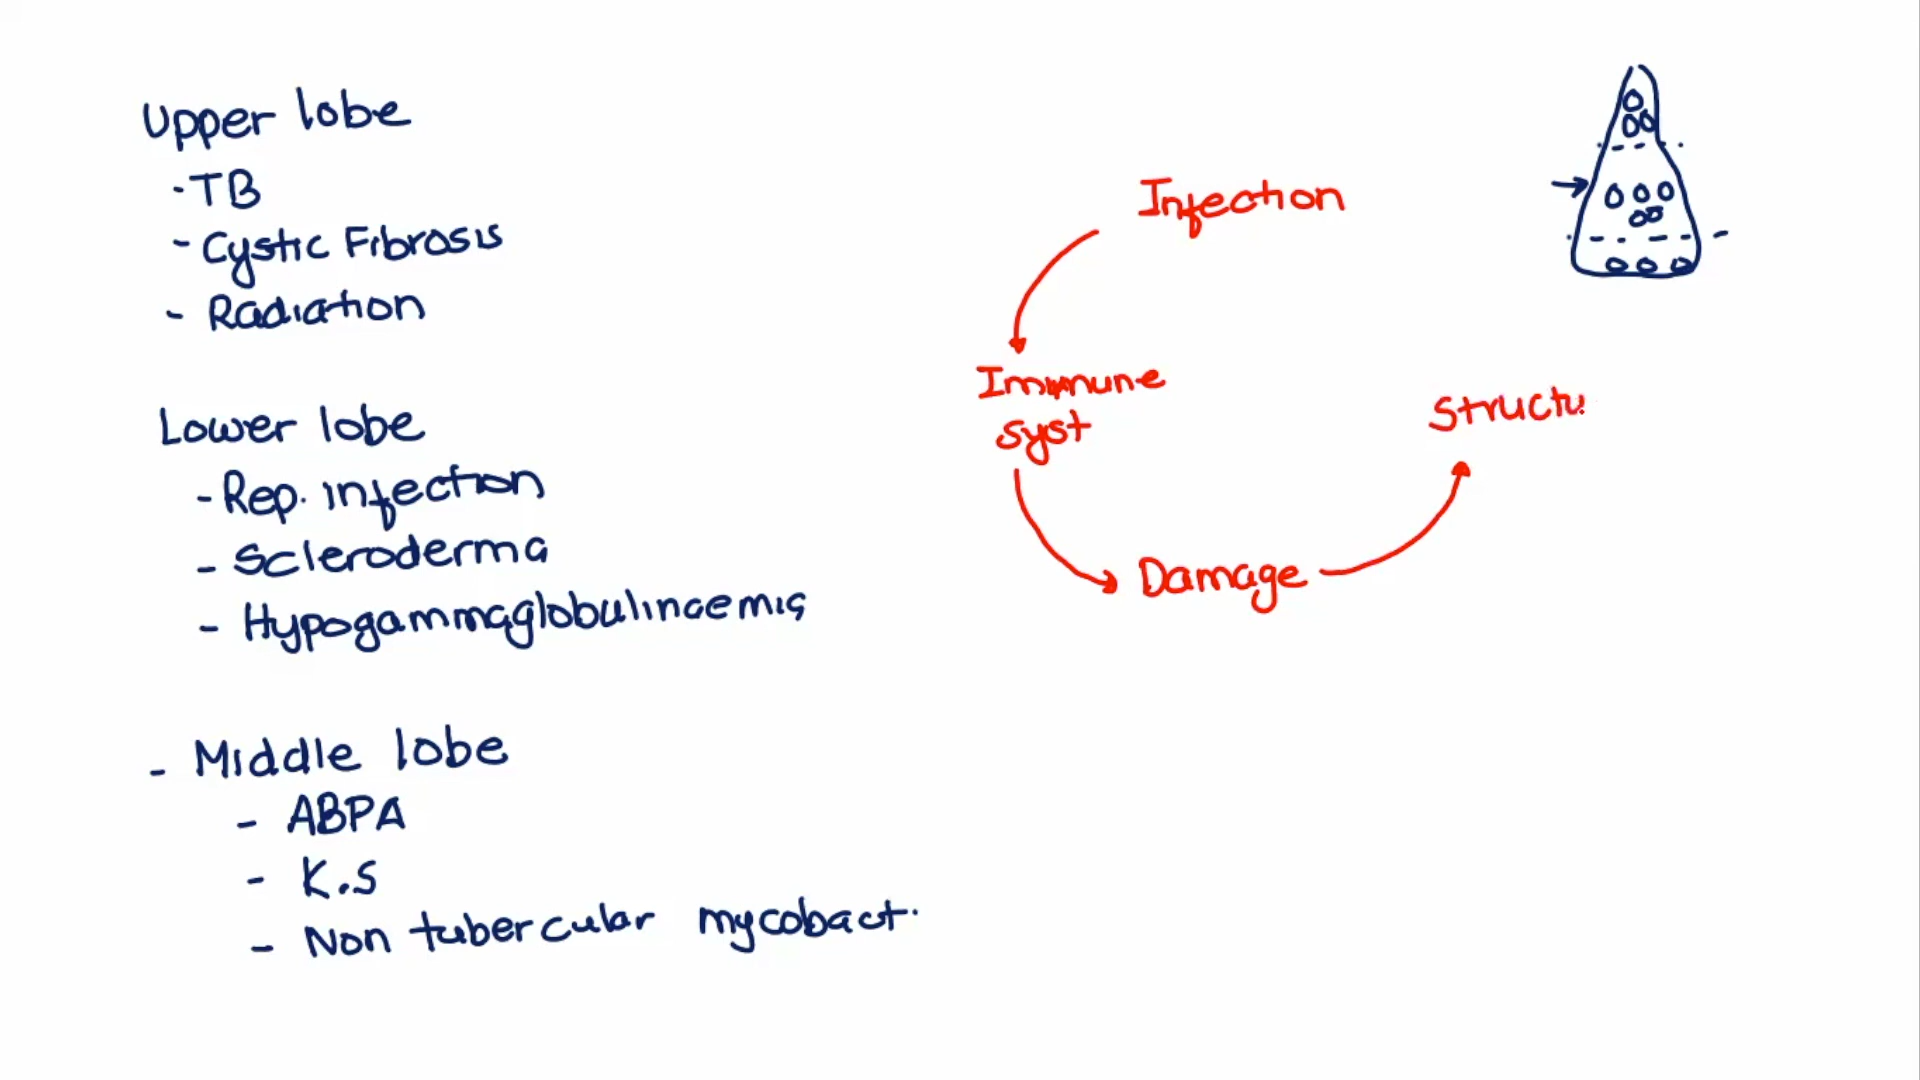 Upper lobe
- TB
- Cystic Fibrosis
- Radiation
Lower lobe
- Rep. infection
- Scleroderma
- Hypogammaglobulinaemia
- Middle lobe
- ABPA
- K.S
- Non tubercular mycobact.
Infection
Immune
syst
Damage
Structu